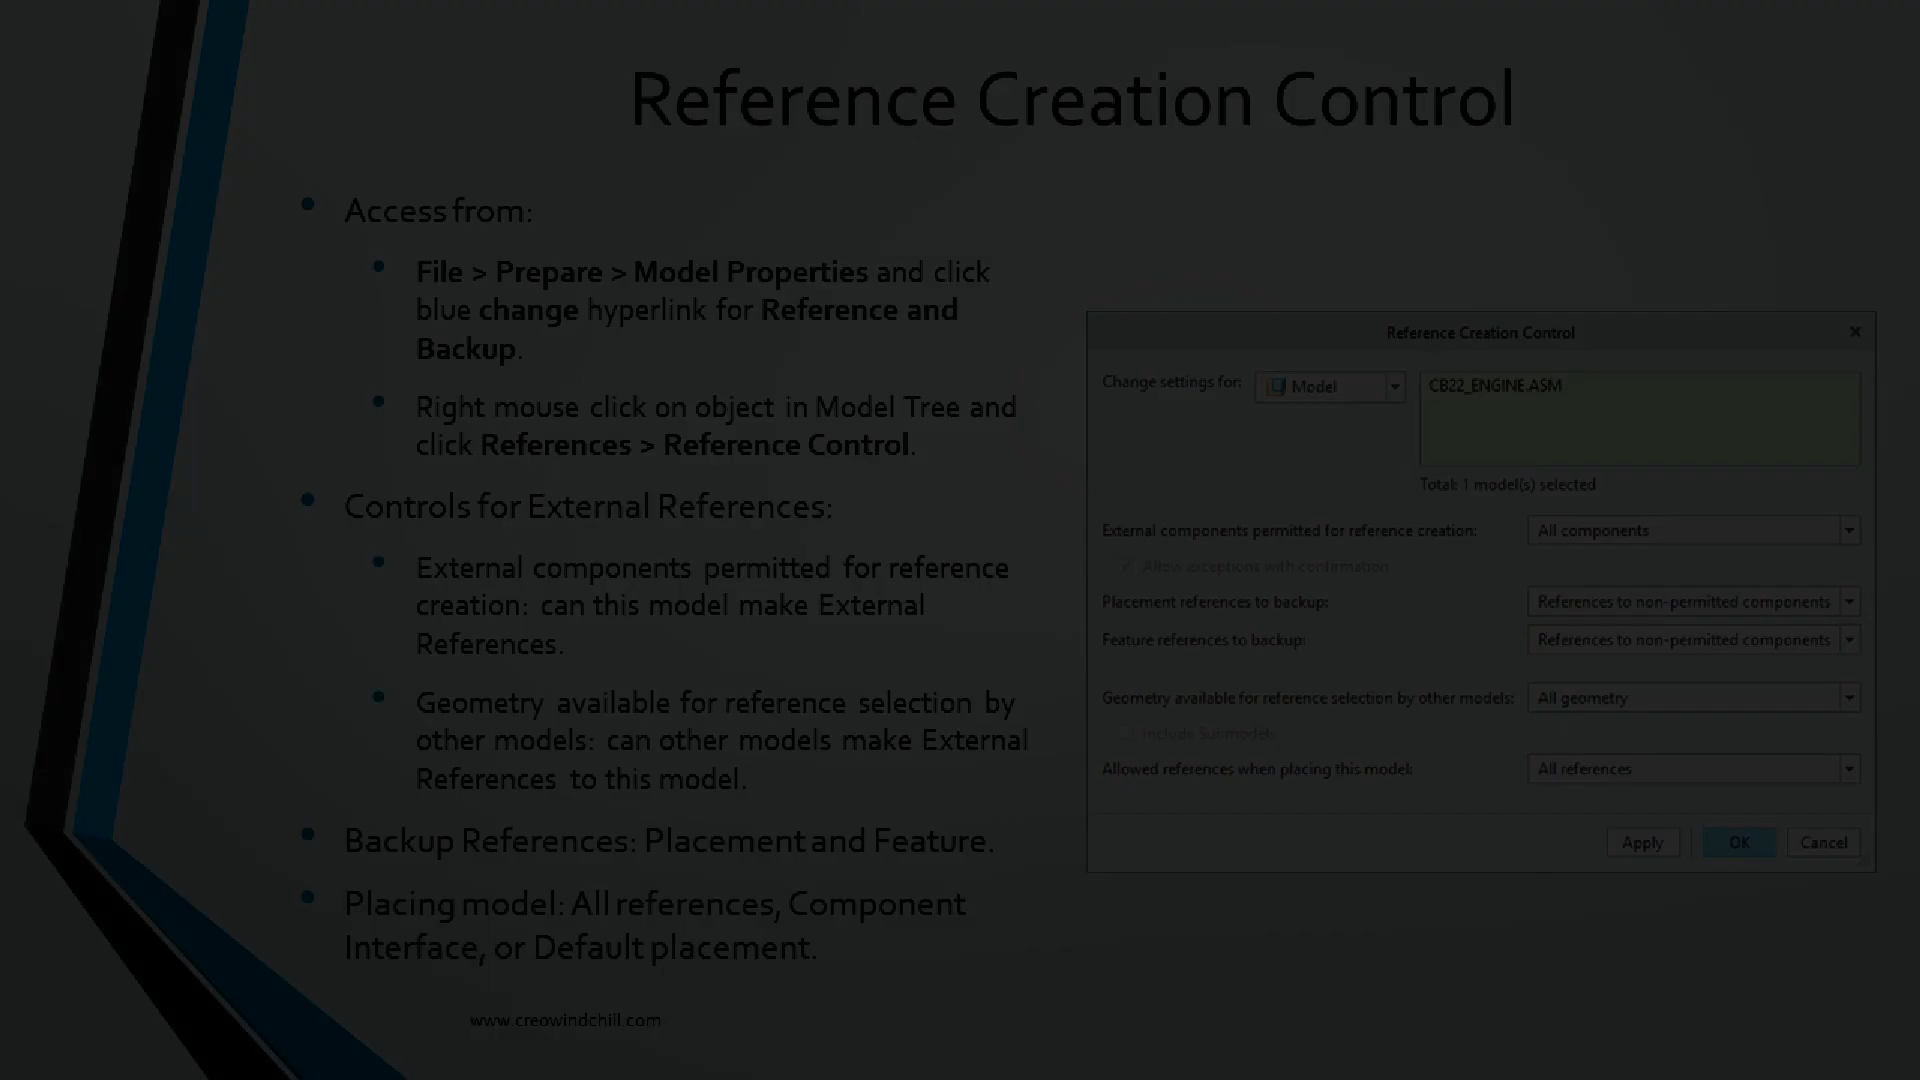 Reference Creation Control
Access from:
File > Prepare > Model Properties and click
blue change hyperlink for Reference and
Backup.
Right mouse click on object in Model Tree and
click References > Reference Control.
Controls for External References:
External components permitted for reference
creation: can this model make External
References.
Geometry available for reference selection by
other models: can other models make External
References to this model.
Backup References: Placement and Feature.
Placing model: All references, Component
Interface, or Default placement.
www.creowindchill.com
Reference Creation Control
Change settings for: Model CB22_ENGINE.ASM
Total: 1 model(s) selected
External components permitted for reference creation: All components
Allow exceptions with confirmation
Placement references to backup: References to non-permitted components
Feature references to backup: References to non-permitted components
Geometry available for reference selection by other models: All geometry
Include Submodels
Allowed references when placing this model: All references
Apply OK Cancel